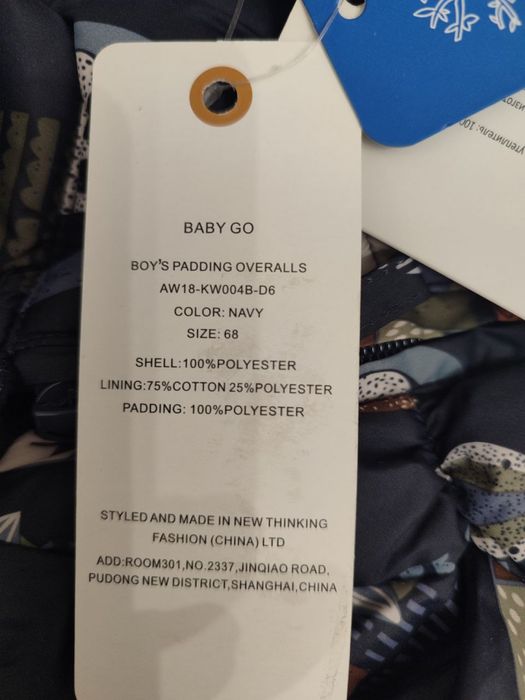 BABY GO
BOY'S PADDING OVERALLS
AW18-KW004B-D6
COLOR: NAVY
SIZE: 68
SHELL:100%POLYESTER
LINING:75%COTTON 25%POLYESTER
PADDING: 100%POLYESTER
STYLED AND MADE IN NEW THINKING
FASHION (CHINA) LTD
ADD:ROOM301,NO.2337,JINQIAO ROAD,
PUDONG NEW DISTRICT,SHANGHAI,CHINA